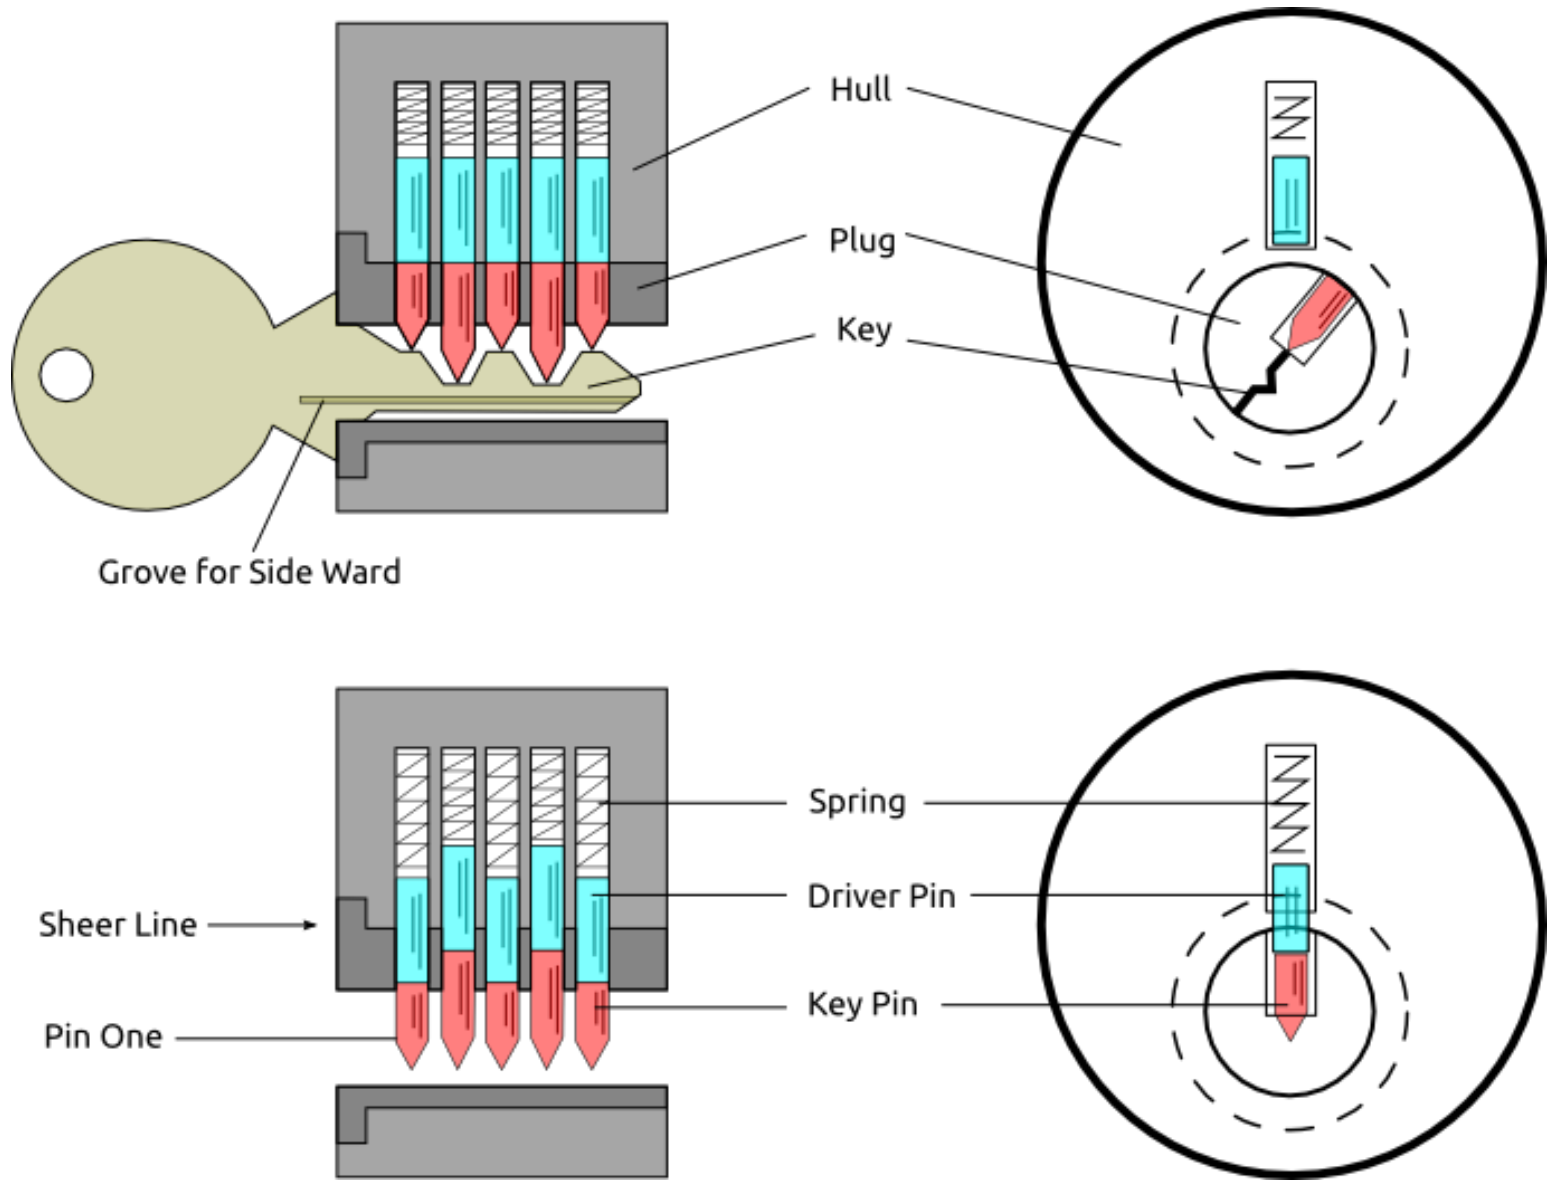 Hull
Plug
Key
Grove for Side Ward
Spring
Driver Pin
Sheer Line
Key Pin
Pin One